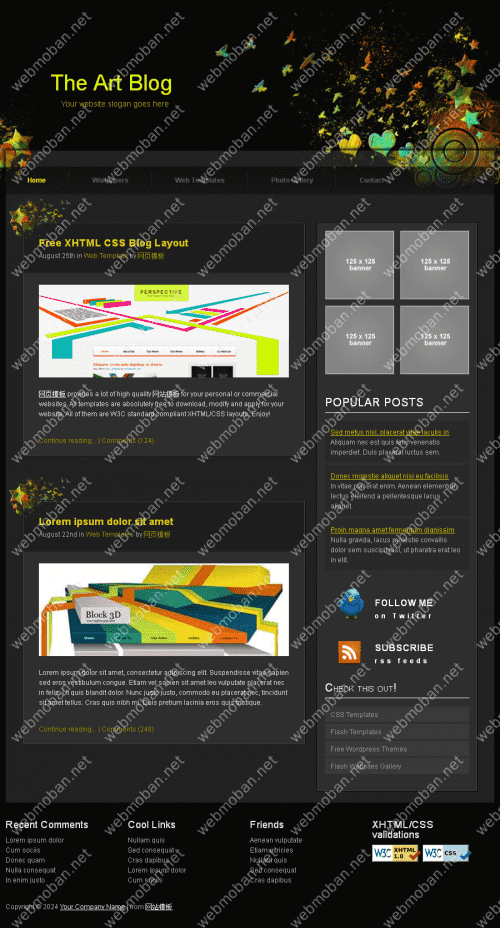 The Art Blog
Your website slogan goes here
Home Wallpapers Web Templates Photo Gallery Contact
Free XHTML CSS Blog Layout
August 25th in Web Template by 网页模板
PERSPECTIVE
网页模板 provides a lot of high quality 网站模板 for your personal or commercial
websites. All templates are absolutely free to download, modify and apply for your
website. All of them are W3C standard compliant XHTML/CSS layouts. Enjoy!
Continue reading... | Comments (124)
Lorem ipsum dolor sit amet
August 22nd in Web Templates by 网页模板
Block 3D
Lorem ipsum dolor sit amet, consectetur adipiscing elit. Suspendisse vitae sapien
sed eros vestibulum congue. Etiam vel sapien sit amet leo vulputate placerat nec
in felis. Ut quis blandit dolor. Nunc justo justo, commodo eu placerat nec, tincidunt
sit amet tellus. Cras quis nibh mi. Duis pretium lacinia eros quis tristique.
Continue reading... | Comments (248)
125 x 125
banner
125 x 125
banner
125 x 125
banner
125 x 125
banner
POPULAR POSTS
Sed metus nisl, placerat vitae iaculis in
Aliquam nec est quis felis venenatis
imperdiet. Duis placerat luctus sem.
Donec molestie aliquet nisi eu facilisis
In vitae placerat enim. Aenean elementum
lectus eleifend a pellentesque lacus
aliquet.
Proin magna amet fermentum dignissim
Nulla gravida, lacus molestie convallis
dolor sem suscipit nisi, ut pharetra erat leo
in elit.
FOLLOW ME
on Twitter
SUBSCRIBE
rss feeds
Check this out!
CSS Templates
Flash Templates
Free Wordpress Themes
Flash Websites Gallery
Recent Comments
Lorem ipsum dolor
Cum sociis
Donec quam
Nulla consequat
In enim justo
Cool Links
Nullam quis
Sed consequat
Cras dapibus
Lorem ipsum dolor
Cum sociis
Friends
Aenean vulputate
Etiam ultricies
Nullam quis
Sed consequat
Cras dapibus
XHTML/CSS
validations
W3C XHTML 1.0
W3C CSS
Copyright © 2024 Your Company Name | from 网站模板
webmoban.net